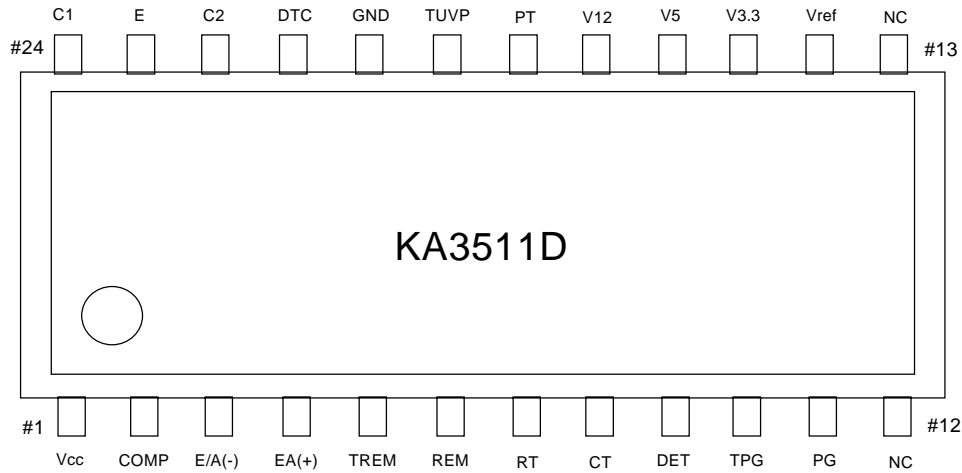 C1 E C2 DTC GND TUVP PT V12 V5 V3.3 Vref NC
#24 #13
KA3511D
#1 #12
Vcc COMP E/A(-) EA(+) TREM REM RT CT DET TPG PG NC